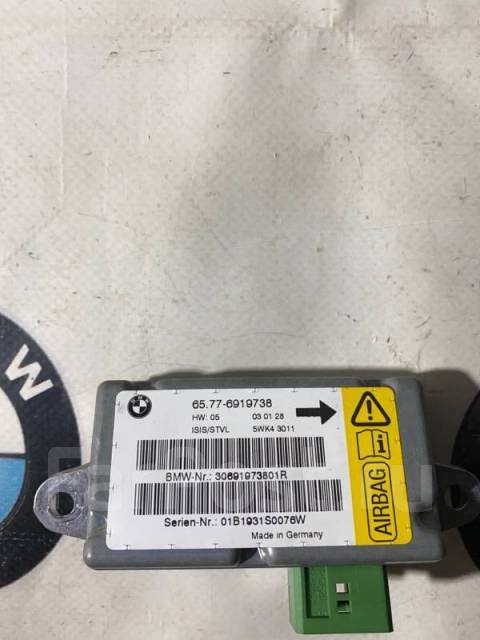 W
65.77-6919738
HW: 05 03 01 28
ISIS/STVL 5WK4 3011
BMW-Nr.: 30691973801R
Serien-Nr.: 01B1931S0076W
Made in Germany
AIRBAG